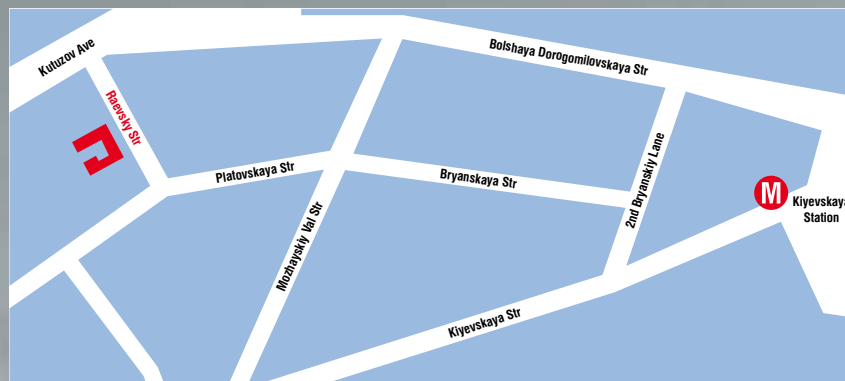 Kutuzov Ave
Bolshaya Dorogomilovskaya Str
Raevsky Str
Platovskaya Str
Bryanskaya Str
2nd Bryanskiy Lane
M
Kiyevskaya
Station
Mozhayskiy Val Str
Kiyevskaya Str